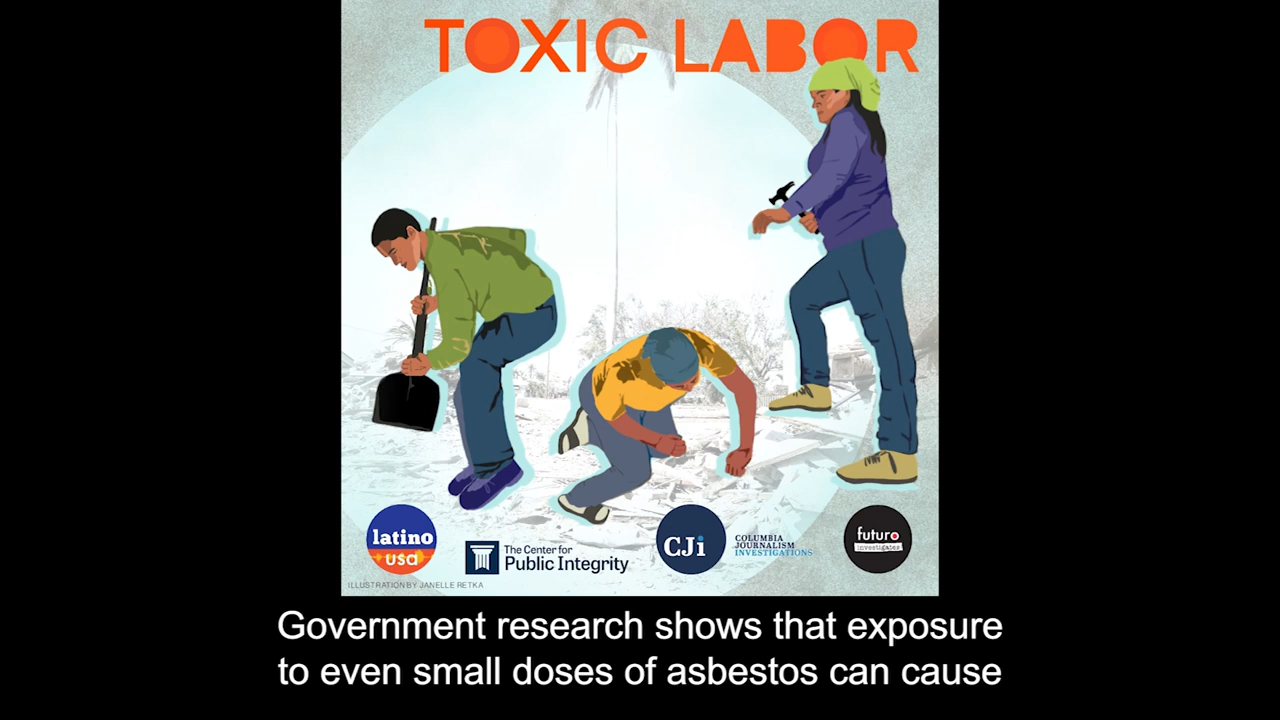 TOXIC LABOR
latino
usa
The Center for
Public Integrity
CJi
COLUMBIA
JOURNALISM
INVESTIGATIONS
futuro
investigates
ILLUSTRATION BY JANELLE RETKA
Government research shows that exposure
to even small doses of asbestos can cause